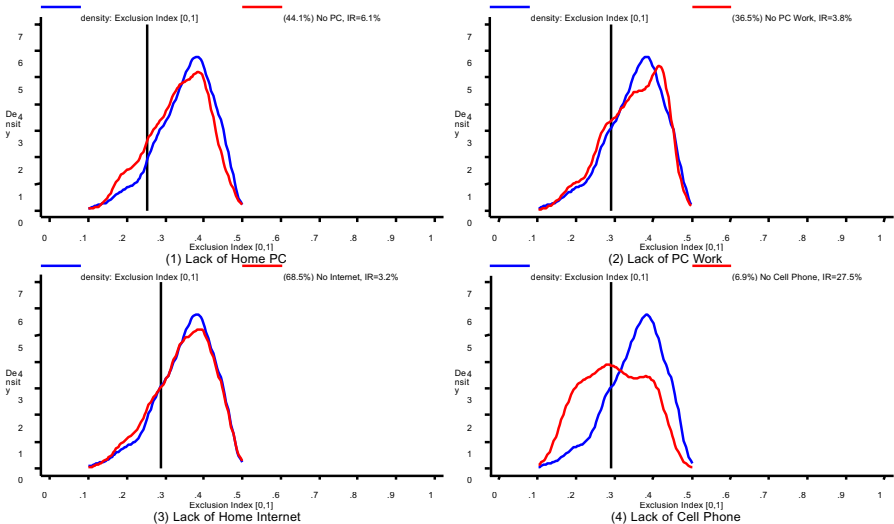 density: Exclusion Index [0,1] (44.1%) No PC, IR=6.1%
7
6
5
De
4
nsit
y
3
2
1
0
0 .1 .2 .3 .4 .5 .6 .7 .8 .9 1
Exclusion Index [0,1]
(1) Lack of Home PC
density: Exclusion Index [0,1] (36.5%) No PC Work, IR=3.8%
7
6
5
De
4
nsit
y
3
2
1
0
0 .1 .2 .3 .4 .5 .6 .7 .8 .9 1
Exclusion Index [0,1]
(2) Lack of PC Work
density: Exclusion Index [0,1] (68.5%) No Internet, IR=3.2%
7
6
5
De4
nsit
y
3
2
1
0
0 .1 .2 .3 .4 .5 .6 .7 .8 .9 1
Exclusion Index [0,1]
(3) Lack of Home Internet
density: Exclusion Index [0,1] (6.9%) No Cell Phone, IR=27.5%
7
6
5
De4
nsit
y
3
2
1
0
0 .1 .2 .3 .4 .5 .6 .7 .8 .9 1
Exclusion Index [0,1]
(4) Lack of Cell Phone